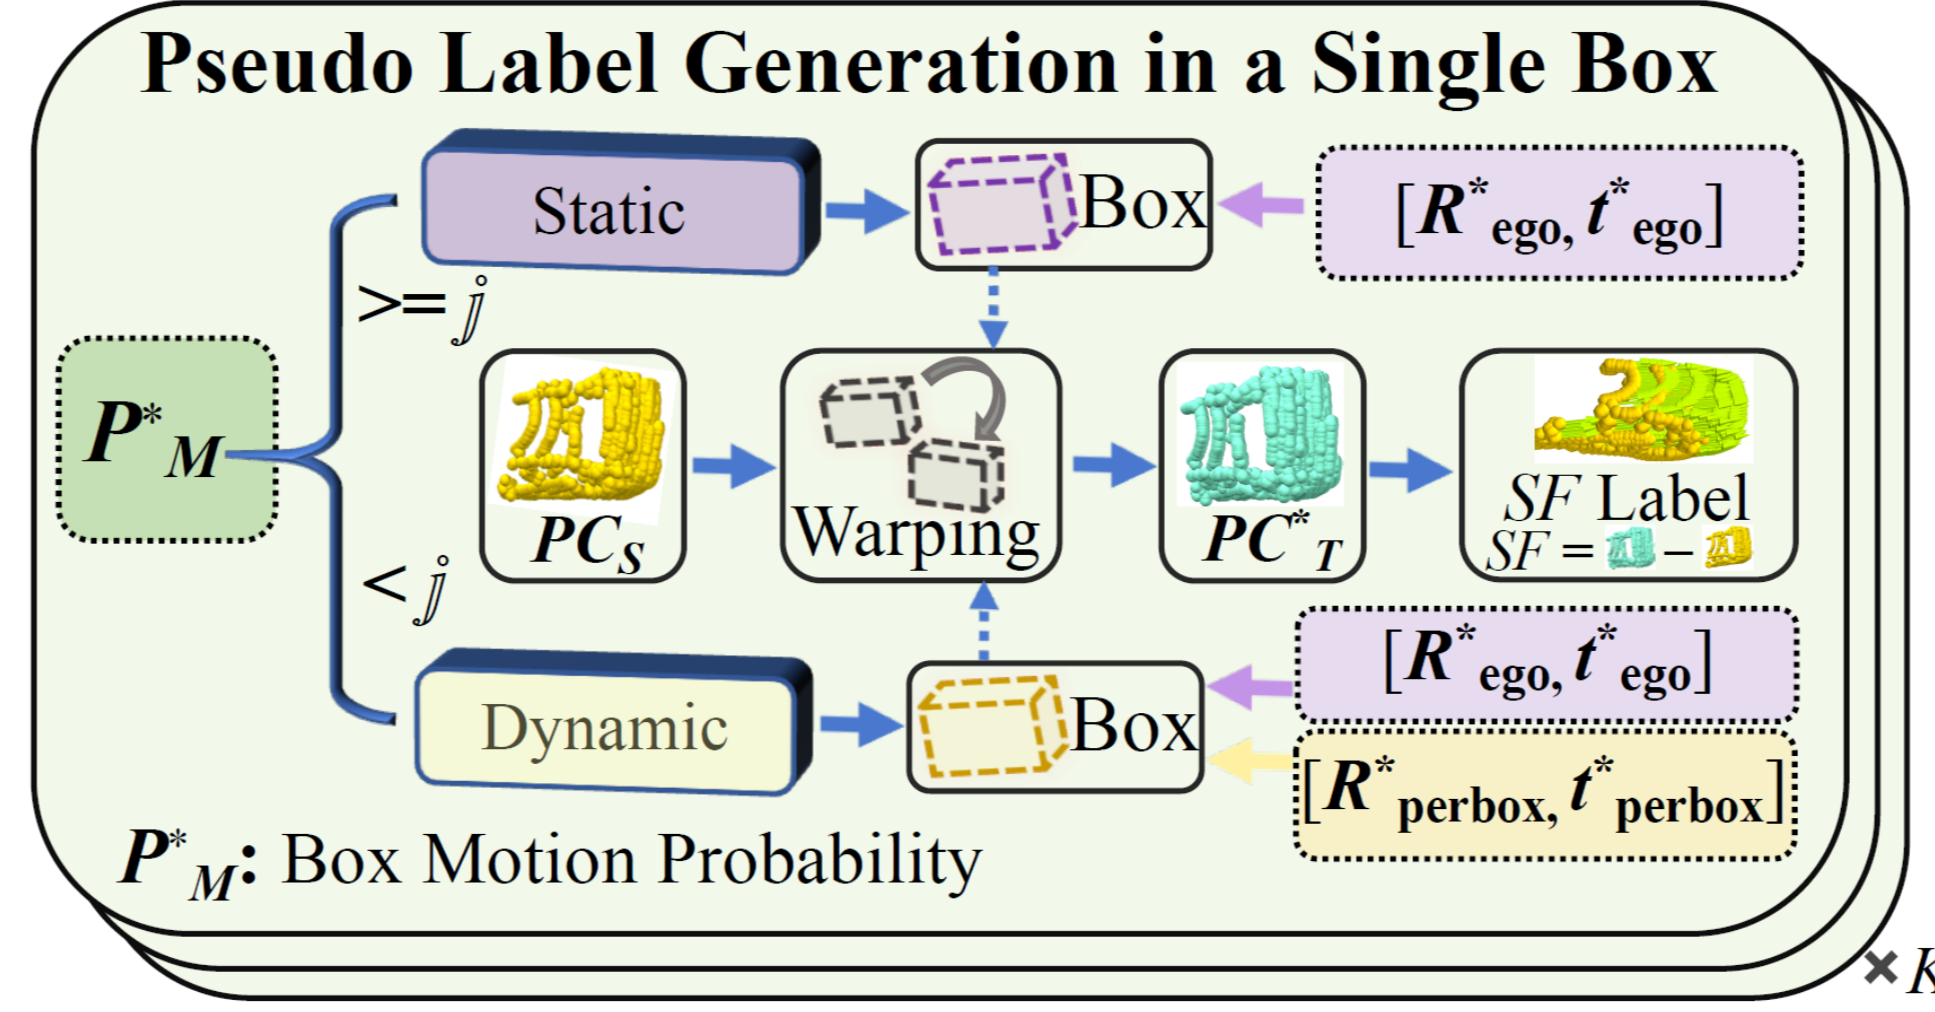 Pseudo Label Generation in a Single Box
Static
Box
[R*ego, t*ego]
>= 𝕛
P*M
PCS
Warping
PC*T
SF Label
SF = −
< 𝕛
Dynamic
Box
[R*ego, t*ego]
[R*perbox, t*perbox]
P*M: Box Motion Probability
× K